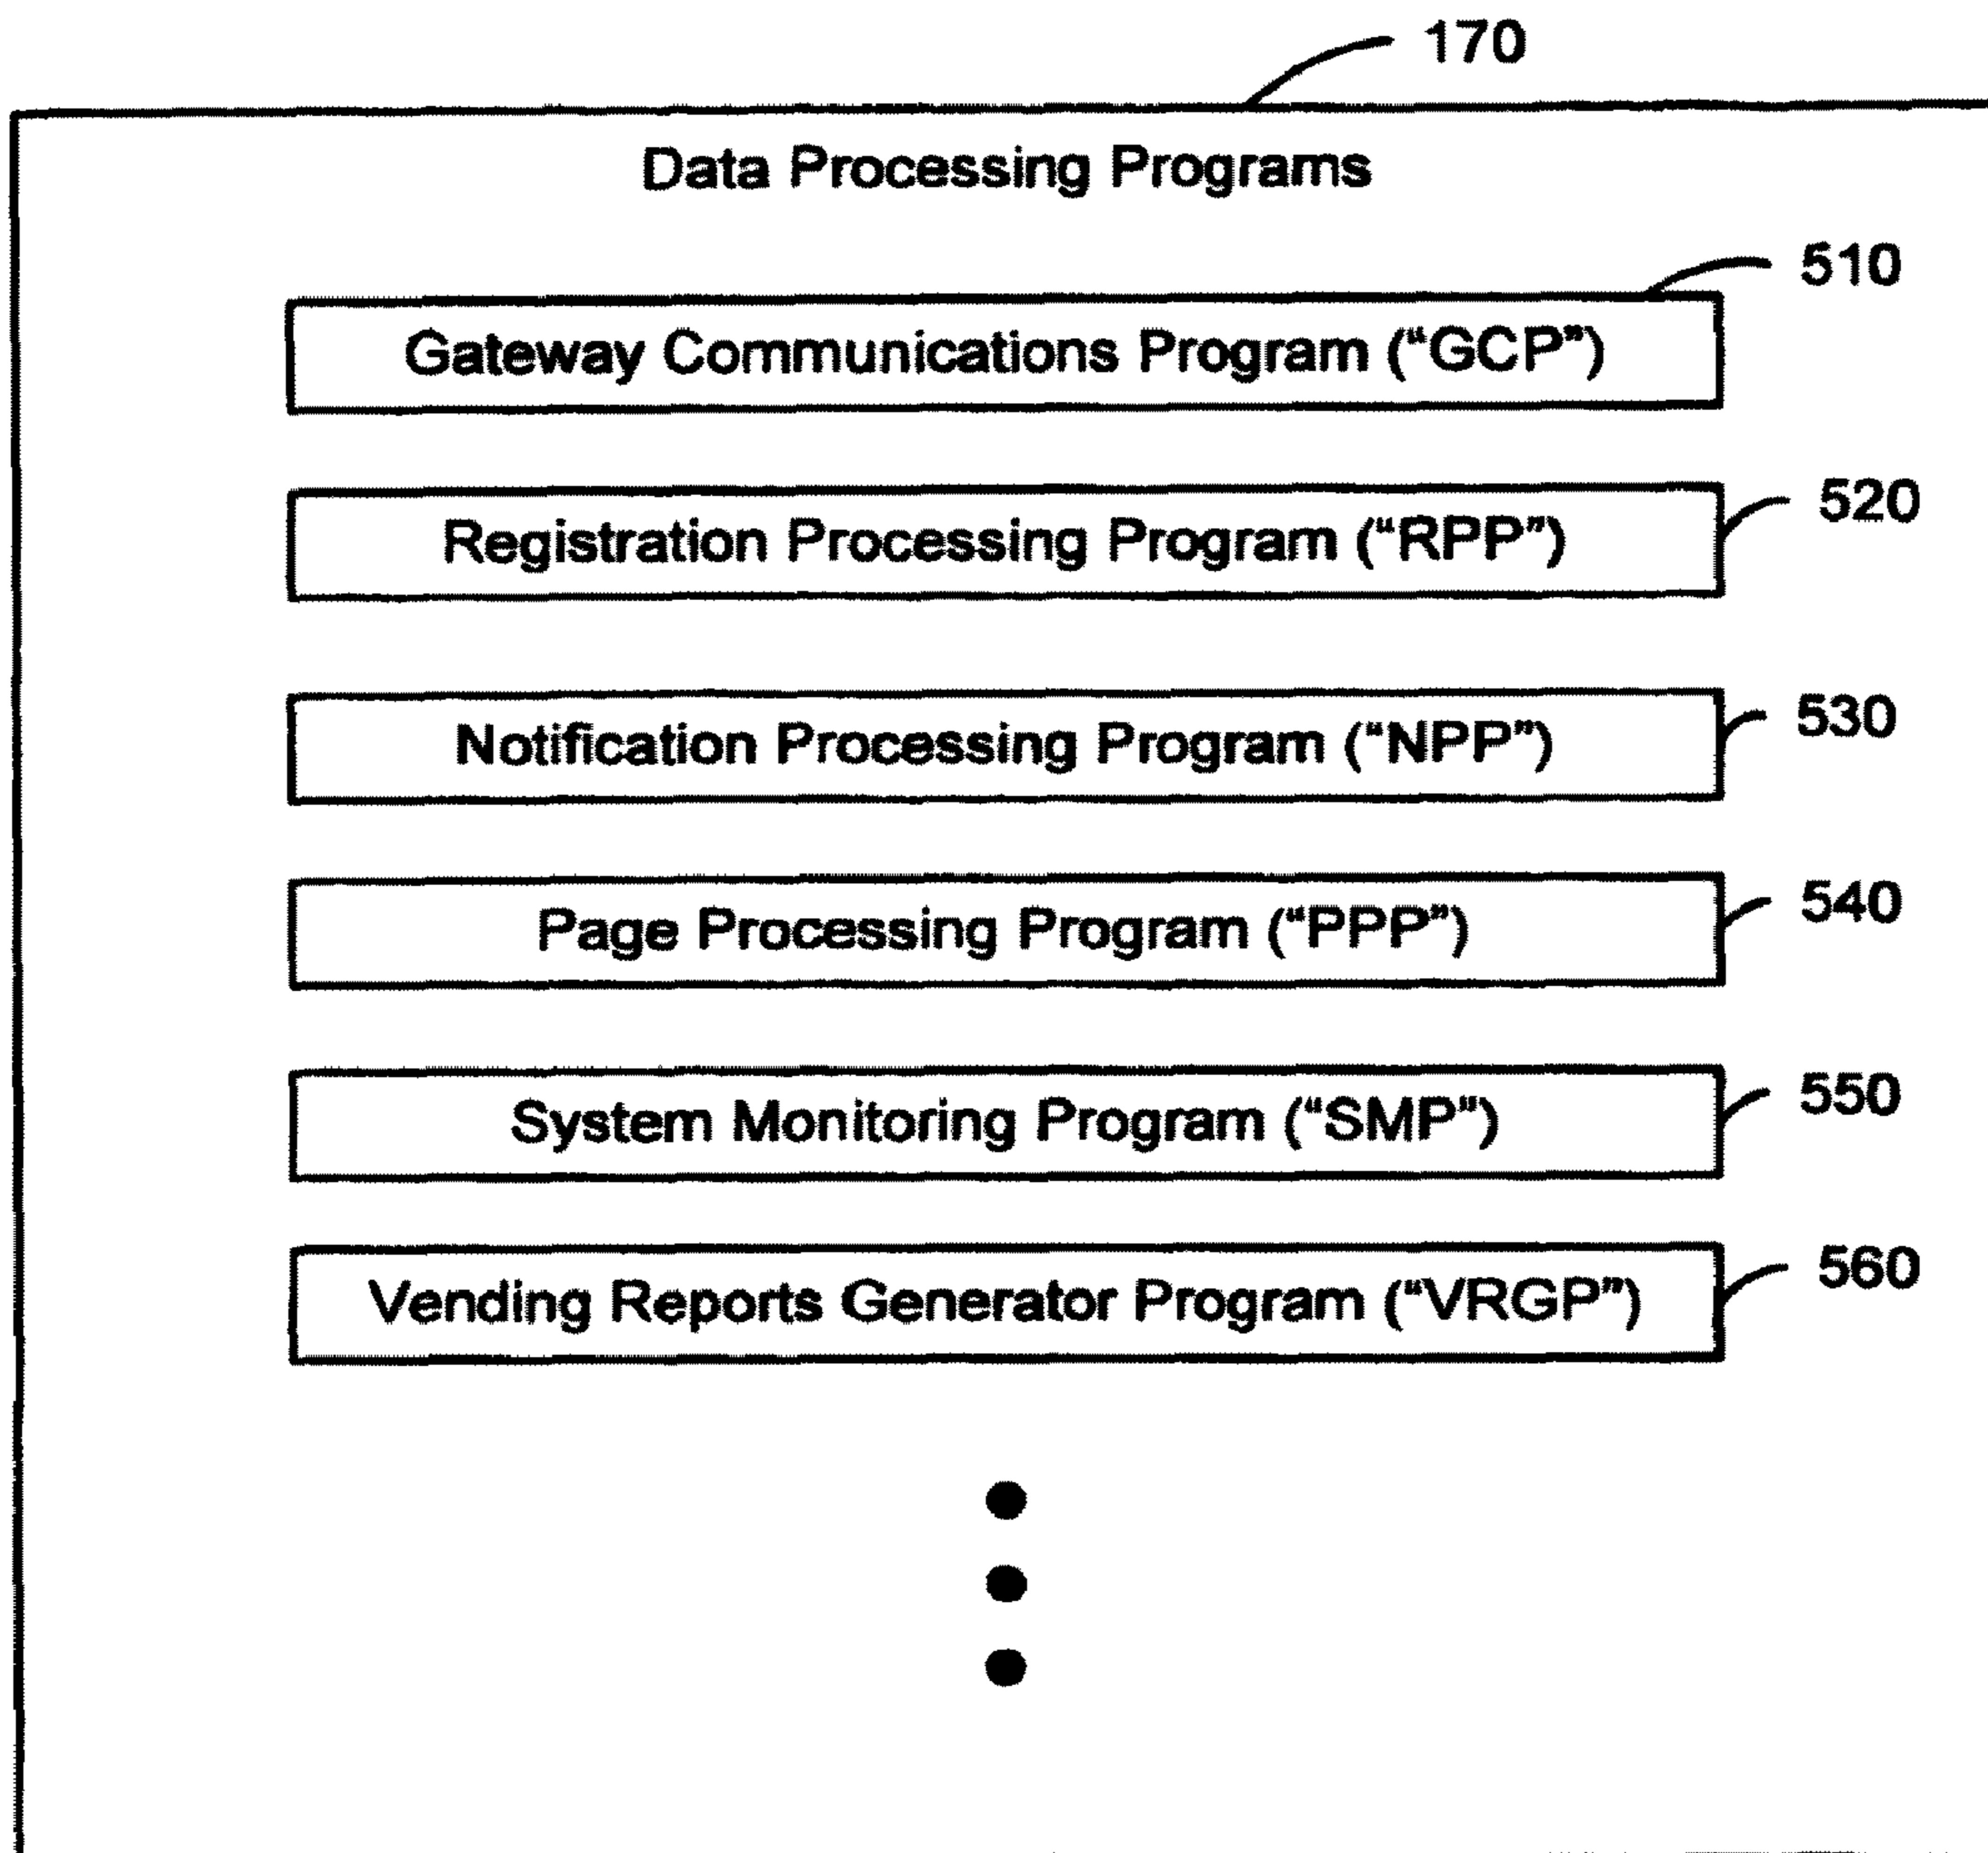 170
Data Processing Programs
510
Gateway Communications Program (“GCP”)
520
Registration Processing Program (“RPP”)
530
Notification Processing Program (“NPP”)
540
Page Processing Program (“PPP”)
550
System Monitoring Program (“SMP”)
560
Vending Reports Generator Program (“VRGP”)